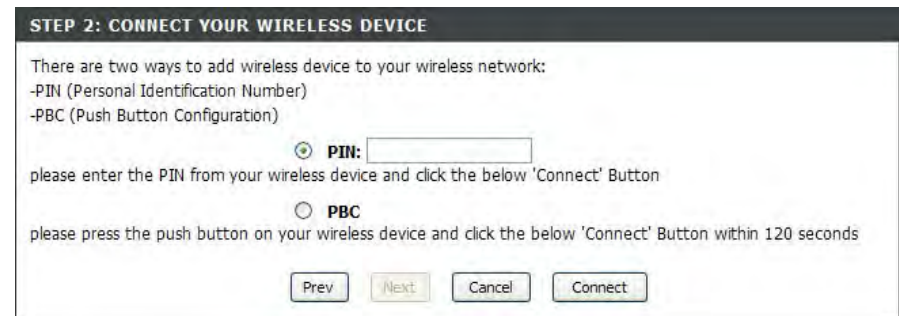 STEP 2: CONNECT YOUR WIRELESS DEVICE
There are two ways to add wireless device to your wireless network:
-PIN (Personal Identification Number)
-PBC (Push Button Configuration)
PIN:
please enter the PIN from your wireless device and click the below 'Connect' Button
PBC
please press the push button on your wireless device and click the below 'Connect' Button within 120 seconds
Prev Next Cancel Connect